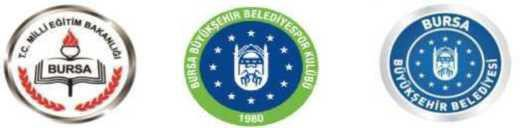 T.C. MİLLİ EĞİTİM BAKANLIĞI
BURSA
BURSA BÜYÜKŞEHİR BELEDİYESPOR KULÜBÜ
1980
BURSA
BÜYÜKŞEHİR BELEDİYESİ